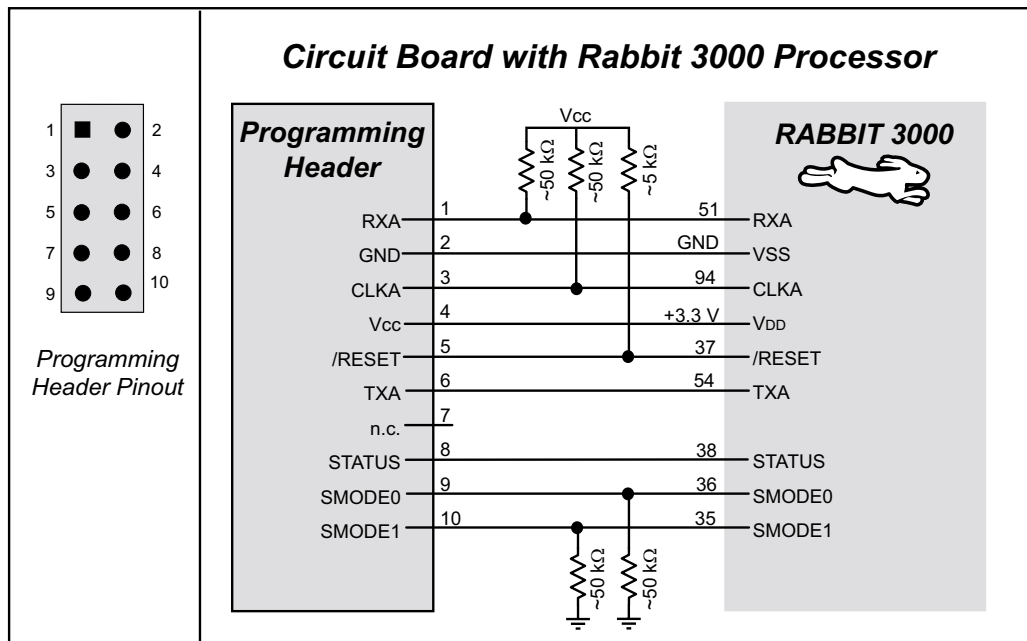 Circuit Board with Rabbit 3000 Processor
1 2
3 4
5 6
7 8
9 10
Programming
Header Pinout
Programming
Header
Vcc
~50 kΩ
~50 kΩ
~5 kΩ
RABBIT 3000
RXA 1 51 RXA
GND 2 GND VSS
CLKA 3 94 CLKA
Vcc 4 +3.3 V VDD
/RESET 5 37 /RESET
TXA 6 54 TXA
n.c. 7
STATUS 8 38 STATUS
SMODE0 9 36 SMODE0
SMODE1 10 35 SMODE1
~50 kΩ
~50 kΩ